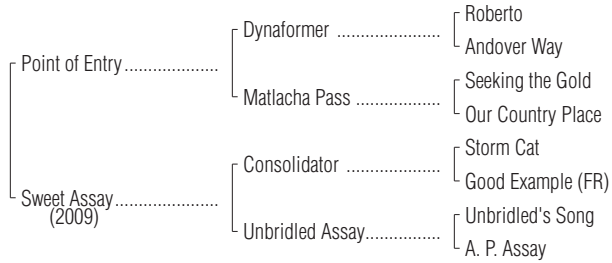 Roberto
Dynaformer ....................
Andover Way
Point of Entry......................
Seeking the Gold
Matlacha Pass .................
Our Country Place
Storm Cat
Consolidator ...................
Good Example (FR)
Sweet Assay......................
(2009)
Unbridled's Song
Unbridled Assay...............
A. P. Assay